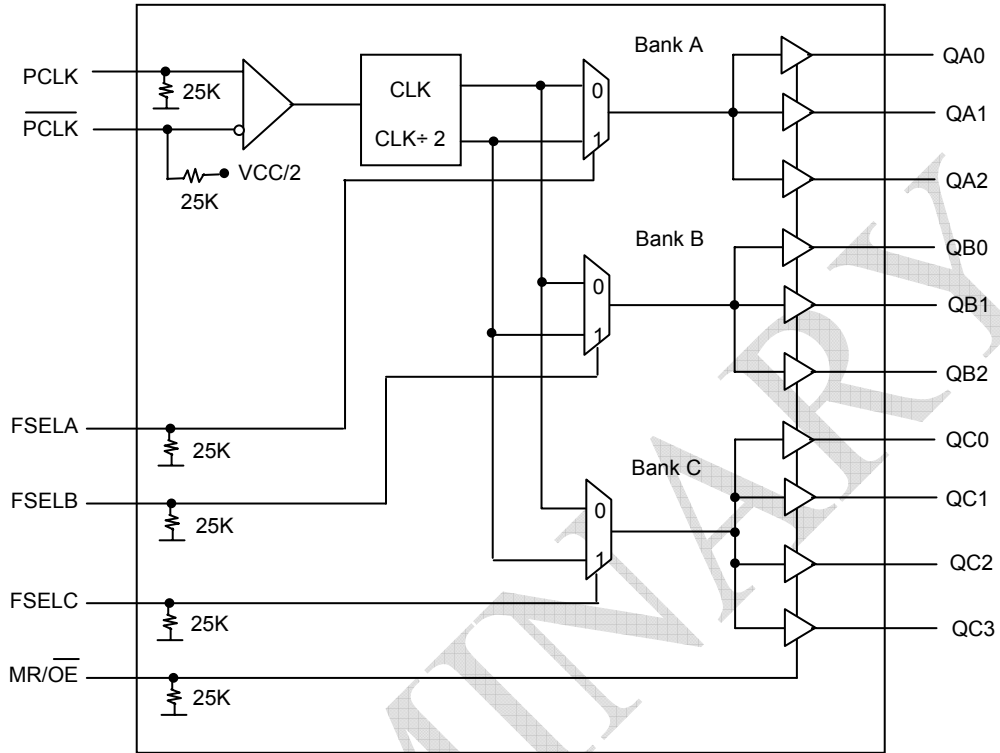 Bank A
QA0
PCLK
25K
CLK
0
QA1
PCLK
CLK÷ 2
1
VCC/2
25K
QA2
Bank B
QB0
0
QB1
1
QB2
FSELA
25K
QC0
Bank C
FSELB
25K
0
QC1
1
QC2
FSELC
25K
QC3
MR/OE
25K
MINARY